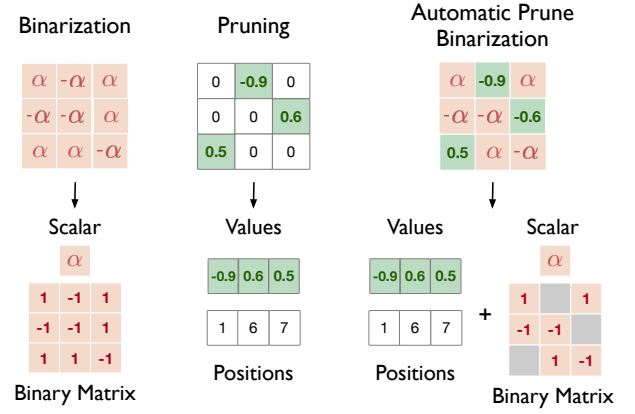 Binarization
α -α α
-α -α α
α α -α
Scalar
α
1 -1 1
-1 -1 1
1 1 -1
Binary Matrix
Pruning
0 -0.9 0
0 0 0.6
0.5 0 0
Values
-0.9 0.6 0.5
1 6 7
Positions
Automatic Prune
Binarization
α -0.9 α
-α -α -0.6
0.5 α -α
Values
-0.9 0.6 0.5
1 6 7
Positions
+
Scalar
α
1 1
-1 -1
1 -1
Binary Matrix